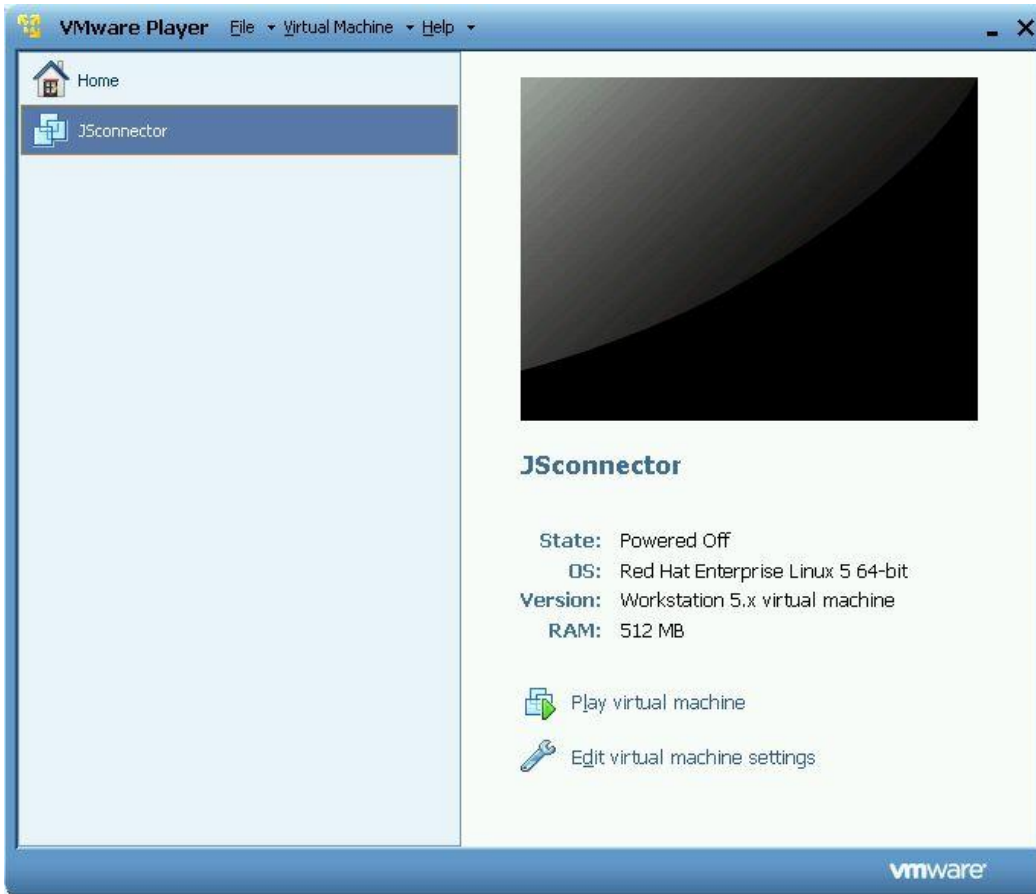 VMware Player File Virtual Machine Help
Home
JSconnector
JSconnector
State: Powered Off
OS: Red Hat Enterprise Linux 5 64-bit
Version: Workstation 5.x virtual machine
RAM: 512 MB
Play virtual machine
Edit virtual machine settings
vmware